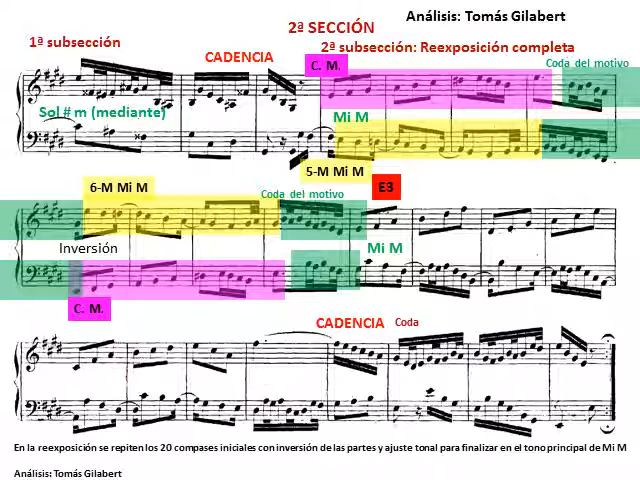 Análisis: Tomás Gilabert
2ª SECCIÓN
1ª subsección
2ª subsección: Reexposición completa
CADENCIA
C. M.
Coda del motivo
Sol # m (mediante)
Mi M
5-M Mi M
6-M Mi M
Coda del motivo
E3
Inversión
Mi M
C. M.
CADENCIA
Coda
En la reexposición se repiten los 20 compases iniciales con inversión de las partes y ajuste tonal para finalizar en el tono principal de Mi M
Análisis: Tomás Gilabert